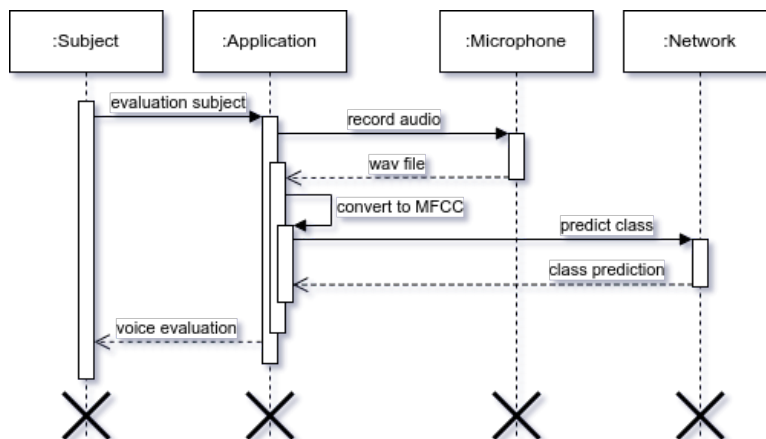 :Subject
:Application
:Microphone
:Network
evaluation subject
record audio
wav file
convert to MFCC
predict class
class prediction
voice evaluation